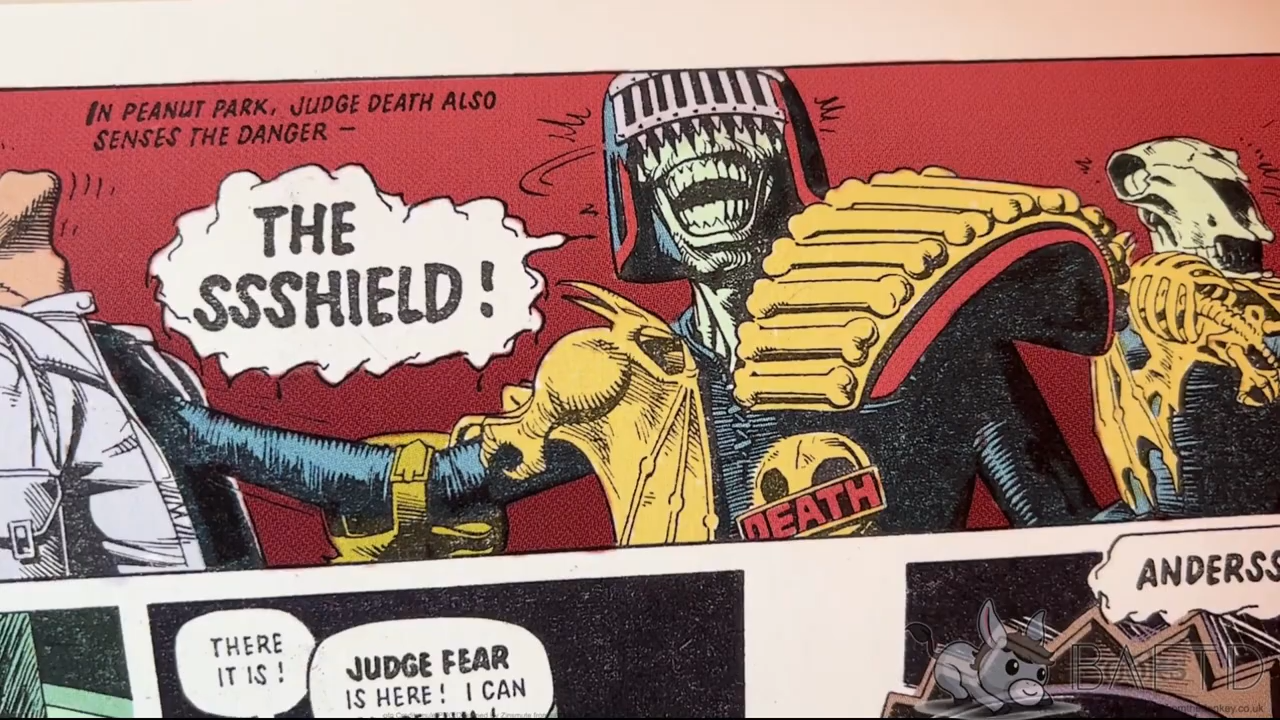 IN PEANUT PARK, JUDGE DEATH ALSO
SENSES THE DANGER –
THE
SSSHIELD!
DEATH
ANDERSS
THERE
IT IS!
JUDGE FEAR
IS HERE! I CAN
BAFTD